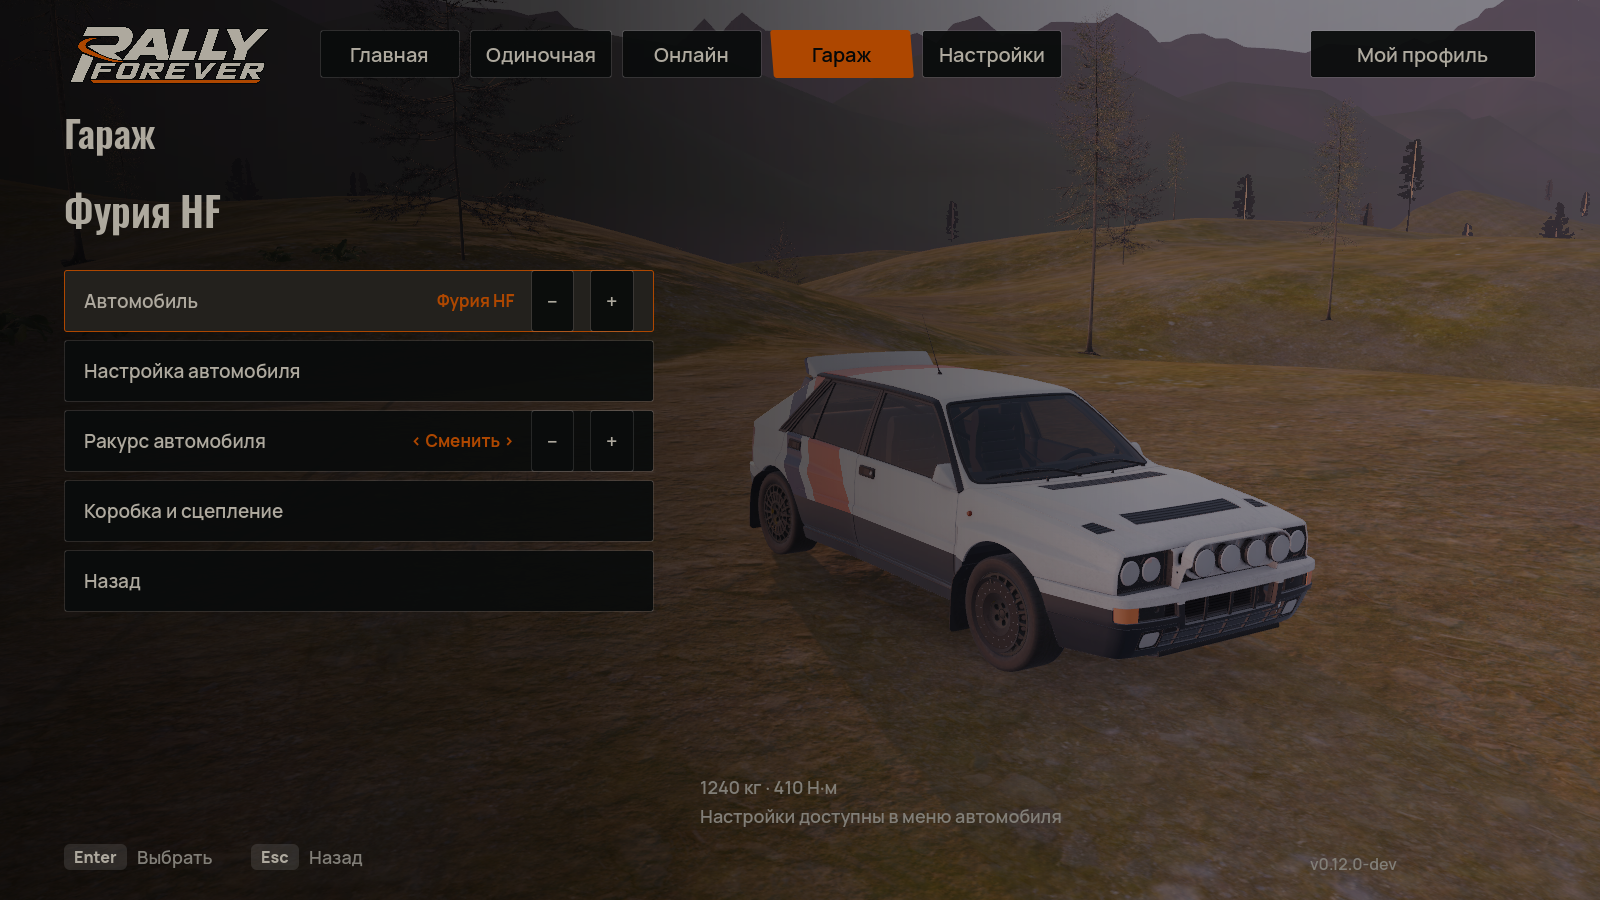 RALLY
FOREVER
Главная
Одиночная
Онлайн
Гараж
Настройки
Мой профиль
Гараж
Фурия HF
Автомобиль
Фурия HF
–
+
Настройка автомобиля
Ракурс автомобиля
‹ Сменить ›
–
+
Коробка и сцепление
Назад
1240 кг · 410 Н·м
Настройки доступны в меню автомобиля
Enter Выбрать
Esc Назад
v0.12.0-dev